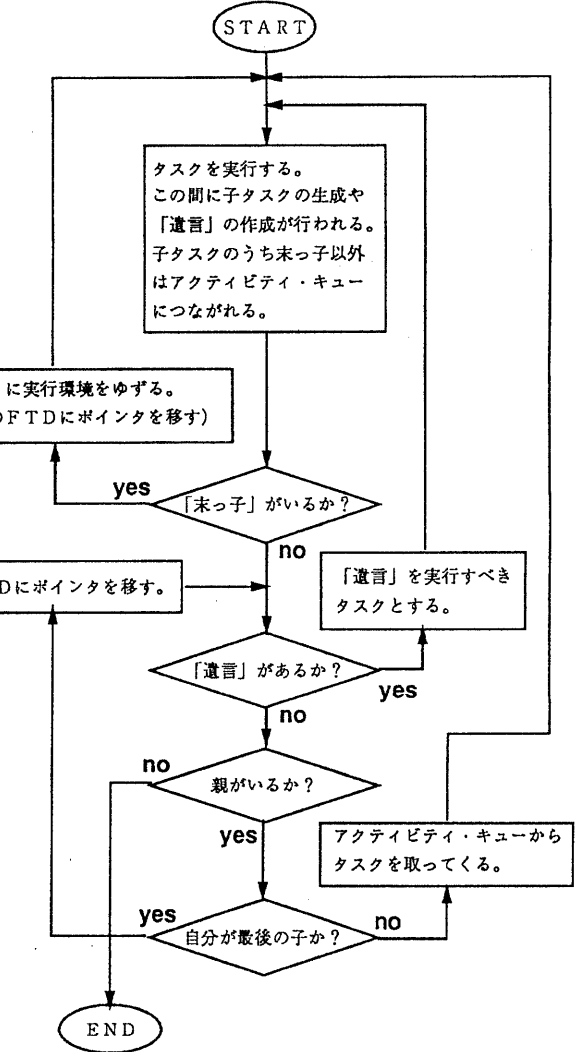 START
タスクを実行する。
この間に子タスクの生成や
「遺言」の作成が行われる。
子タスクのうち末っ子以外
はアクティビティ・キュー
につながれる。
に実行環境をゆずる。
FTDにポインタを移す)
yes
「末っ子」がいるか?
no
Dにポインタを移す。
「遺言」を実行すべき
タスクとする。
「遺言」があるか?
yes
no
no
親がいるか?
yes
アクティビティ・キューから
タスクを取ってくる。
yes
自分が最後の子か?
no
END